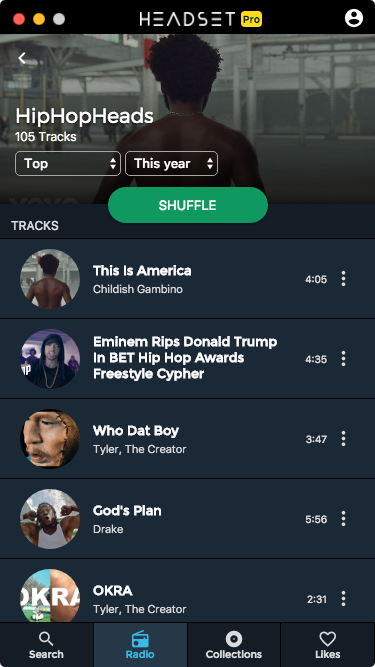 HEADSET Pro
HipHopHeads
105 Tracks
Top
This year
SHUFFLE
TRACKS
This Is America
Childish Gambino
4:05
Eminem Rips Donald Trump
In BET Hip Hop Awards
Freestyle Cypher
4:35
Who Dat Boy
Tyler, The Creator
3:47
God's Plan
Drake
5:56
OKRA
OKRA
Tyler, The Creator
2:31
Search
Radio
Collections
Likes